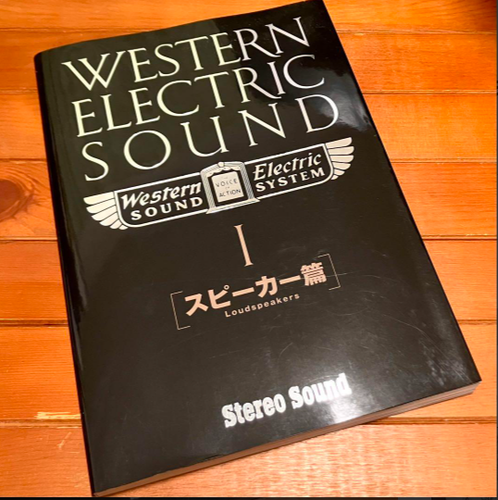 WESTERN
ELECTRIC
SOUND
Western Electric
SOUND SYSTEM
VOICE
ACTION
I
[スピーカー篇]
Loudspeakers
Stereo Sound